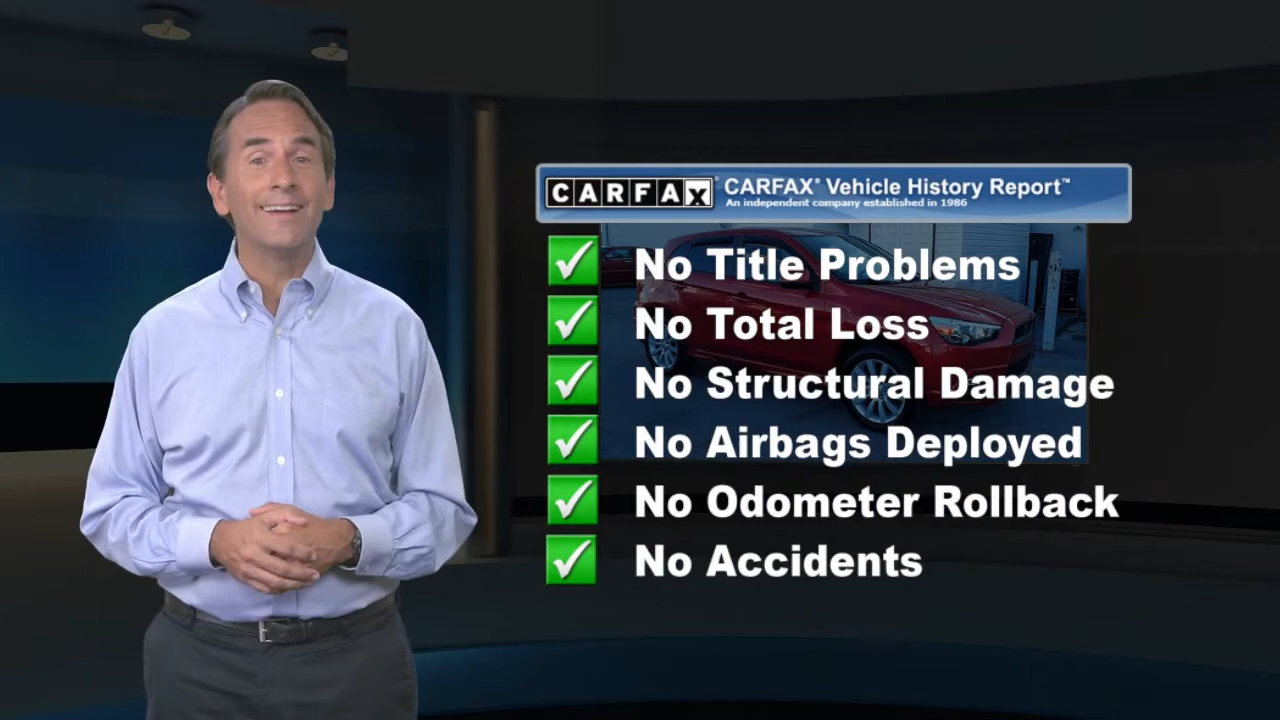 CARFAX® CARFAX® Vehicle History Report™
An independent company established in 1986
No Title Problems
No Total Loss
No Structural Damage
No Airbags Deployed
No Odometer Rollback
No Accidents